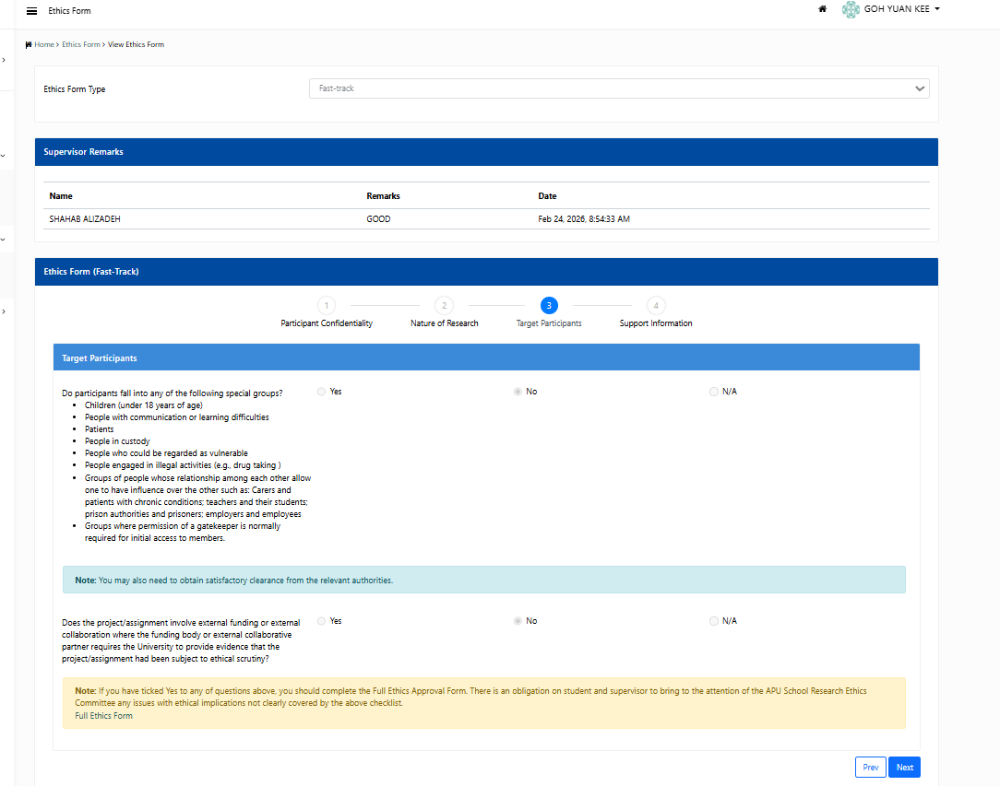 Ethics Form
GOH YUAN KEE
Home > Ethics Form > View Ethics Form
Ethics Form Type
Fast-track
Supervisor Remarks
Name Remarks Date
SHAHAB ALIZADEH GOOD Feb 24, 2026, 8:54:33 AM
Ethics Form (Fast-Track)
1 2 3 4
Participant Confidentiality Nature of Research Target Participants Support Information
Target Participants
Do participants fall into any of the following special groups? Yes No N/A
• Children (under 18 years of age)
• People with communication or learning difficulties
• Patients
• People in custody
• People who could be regarded as vulnerable
• People engaged in illegal activities (e.g., drug taking )
• Groups of people whose relationship among each other allow
one to have influence over the other such as: Carers and
patients with chronic conditions; teachers and their students;
prison authorities and prisoners; employers and employees
• Groups where permission of a gatekeeper is normally
required for initial access to members.
Note: You may also need to obtain satisfactory clearance from the relevant authorities.
Does the project/assignment involve external funding or external Yes No N/A
collaboration where the funding body or external collaborative
partner requires the University to provide evidence that the
project/assignment had been subject to ethical scrutiny?
Note: If you have ticked Yes to any of questions above, you should complete the Full Ethics Approval Form. There is an obligation on student and supervisor to bring to the attention of the APU School Research Ethics
Committee any issues with ethical implications not clearly covered by the above checklist.
Full Ethics Form
Prev Next